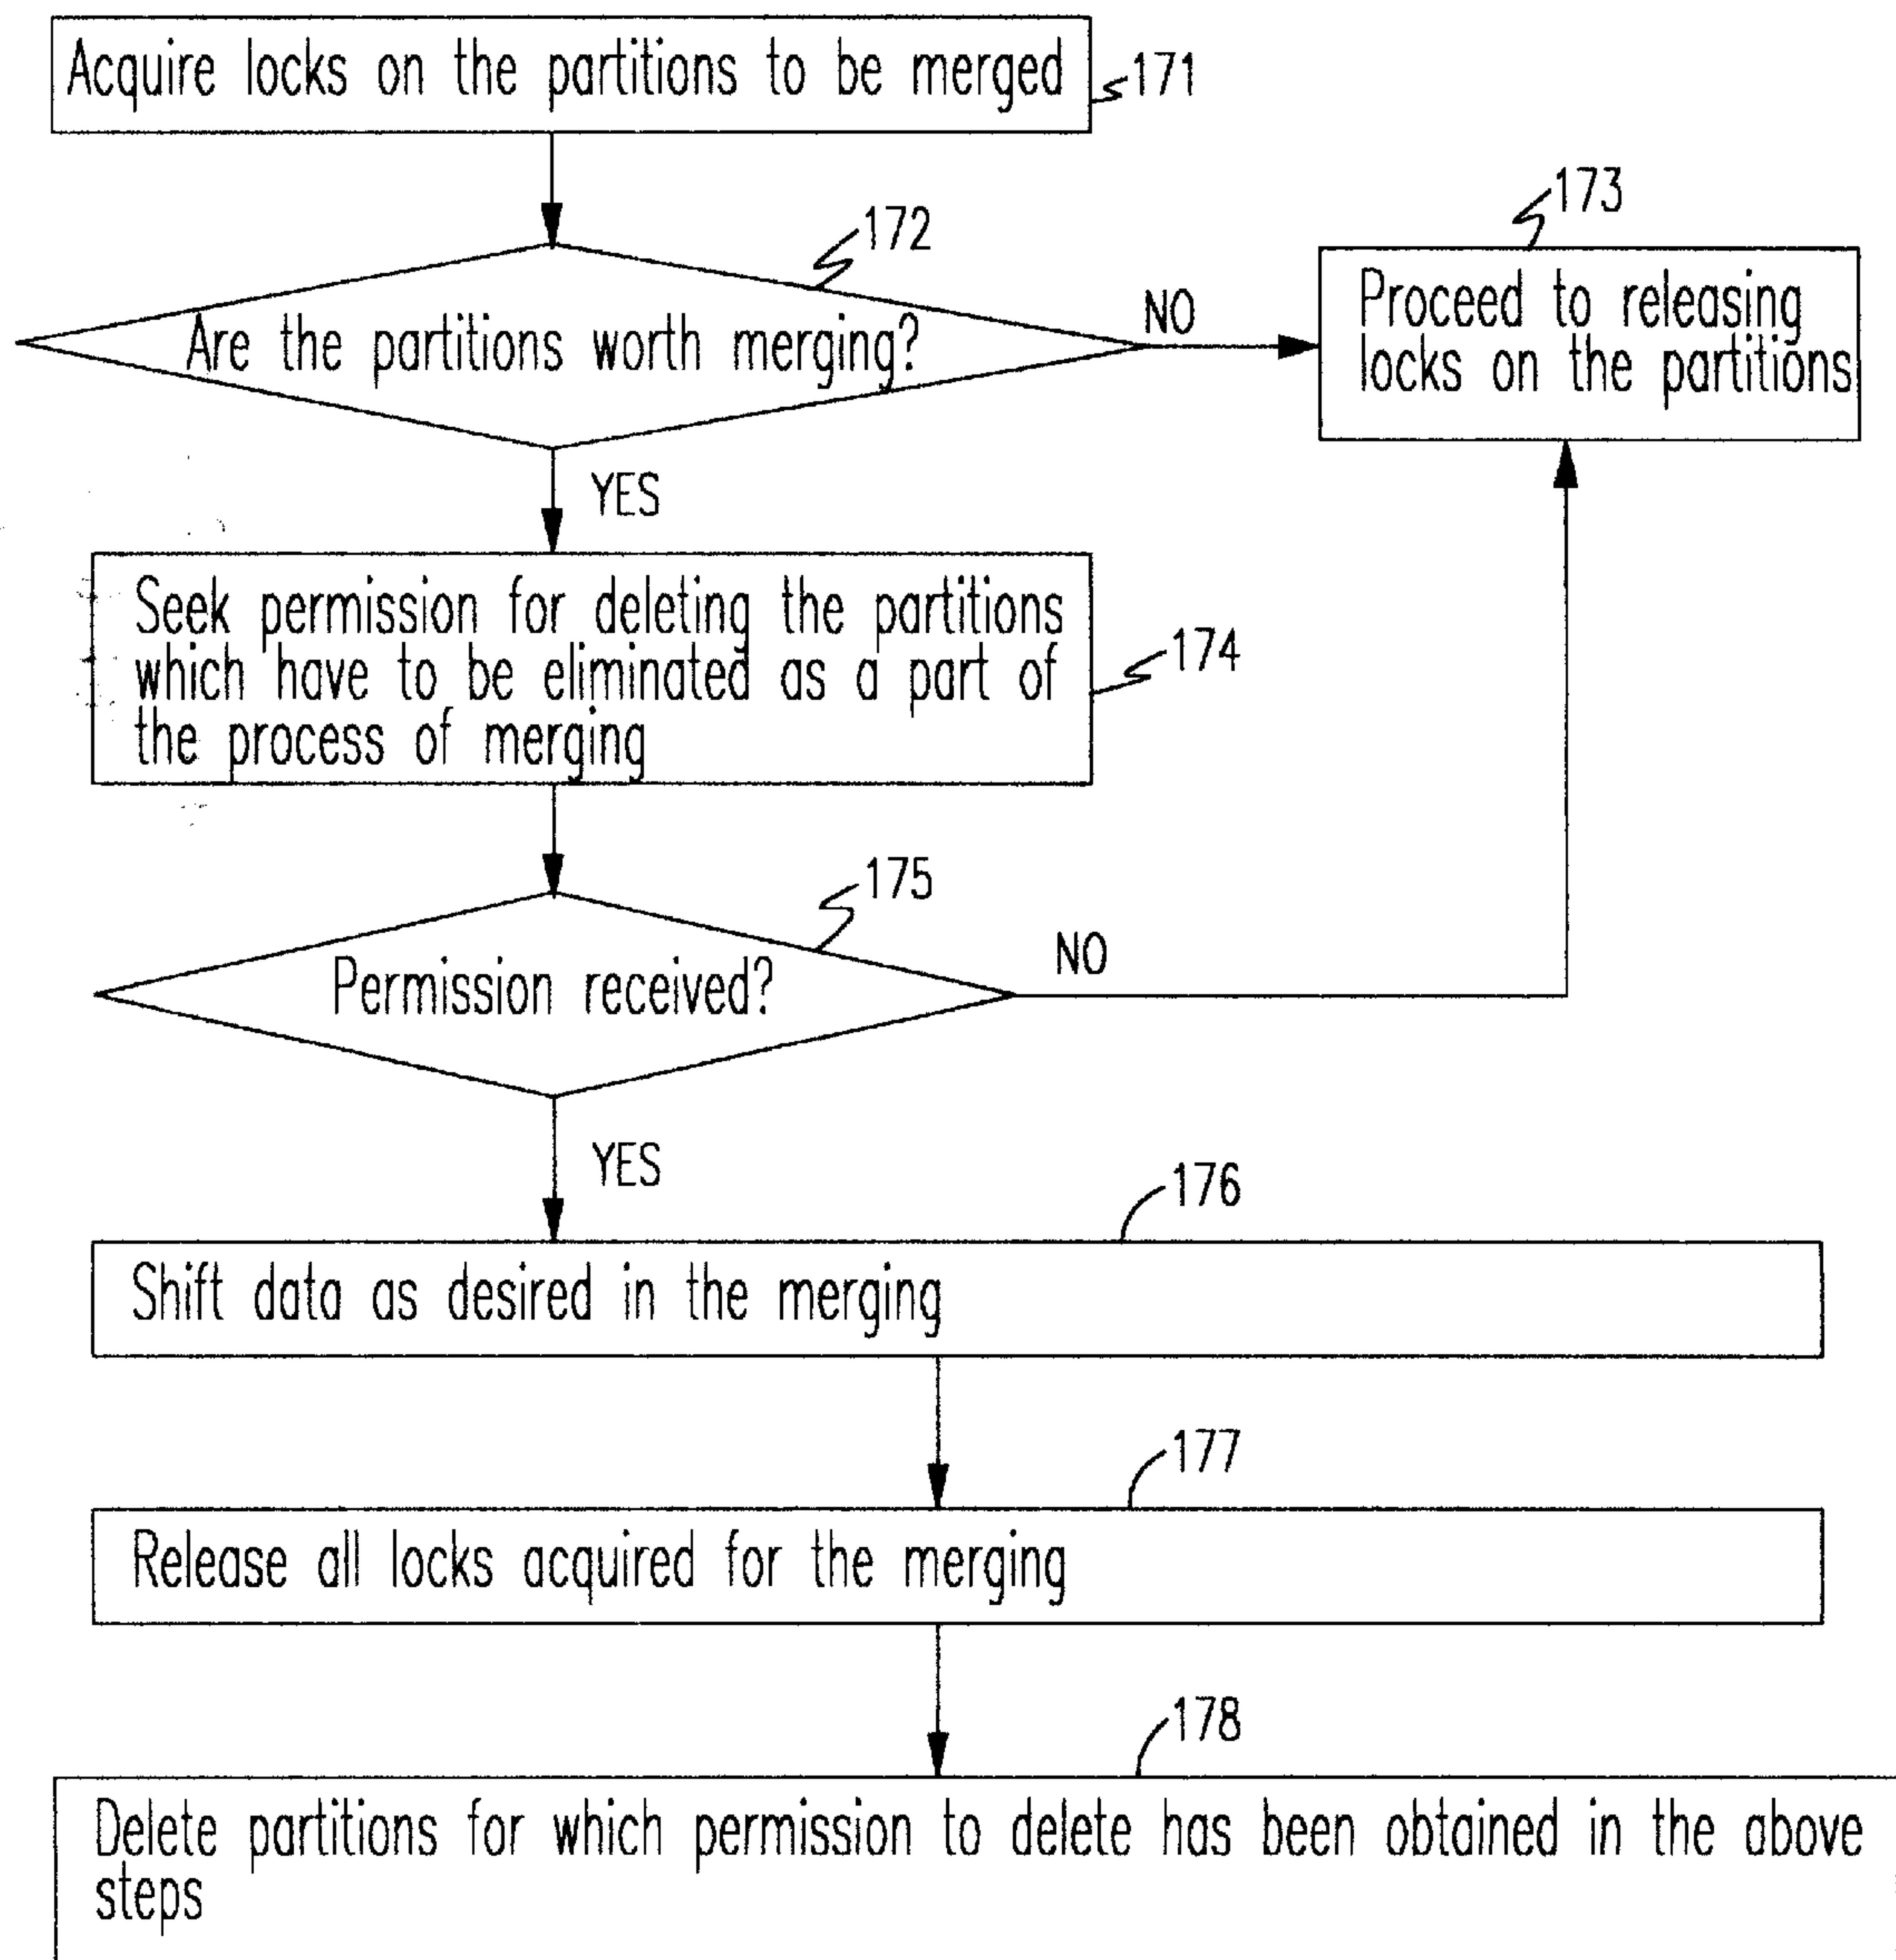 Acquire locks on the partitions to be merged
171
172
Are the partitions worth merging?
NO
173
Proceed to releasing
locks on the partitions
YES
Seek permission for deleting the partitions
which have to be eliminated as a part of
the process of merging
174
175
Permission received?
NO
YES
176
Shift data as desired in the merging
177
Release all locks acquired for the merging
178
Delete partitions for which permission to delete has been obtained in the above
steps